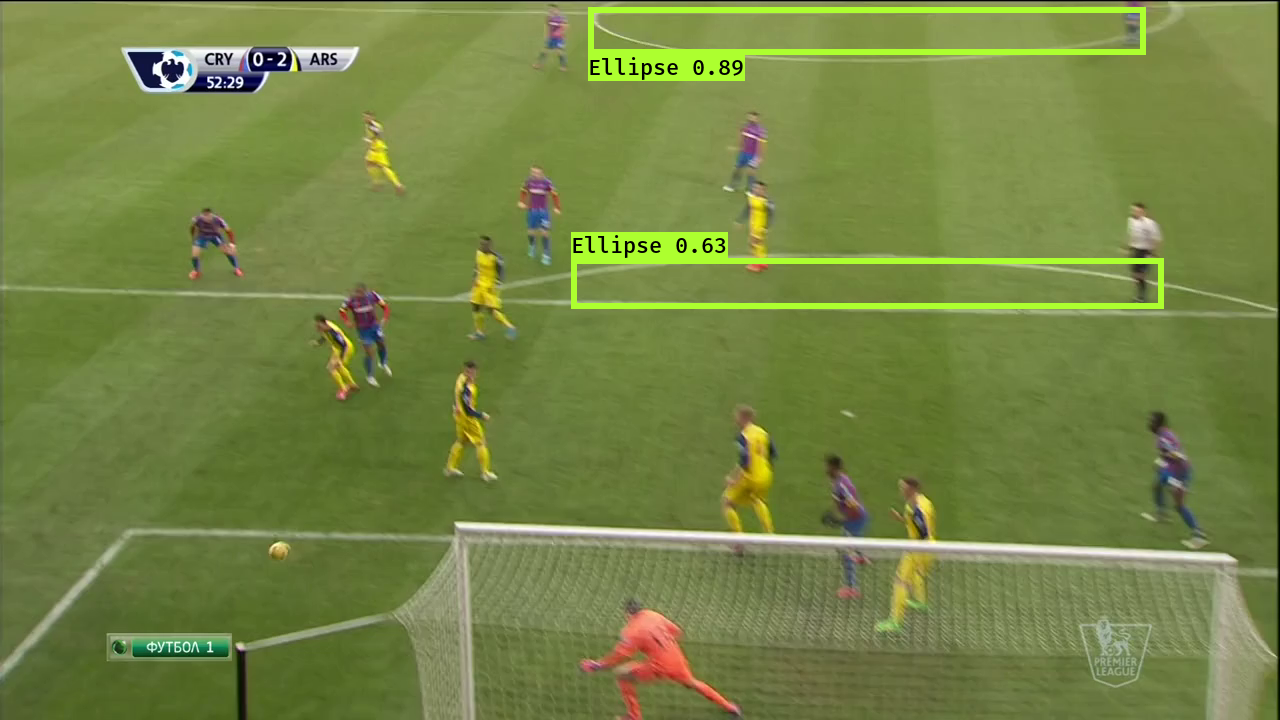 CRY 0-2 ARS
52:29
Ellipse 0.89
Ellipse 0.63
ФУТБОЛ 1
PREMIER
LEAGUE